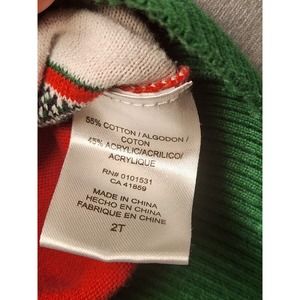 55% COTTON / ALGODON /
COTON
45% ACRYLIC/ACRILICO/
ACRYLIQUE
RN# 0101531
CA 41859
MADE IN CHINA
HECHO EN CHINA
FABRIQUE EN CHINE
2T